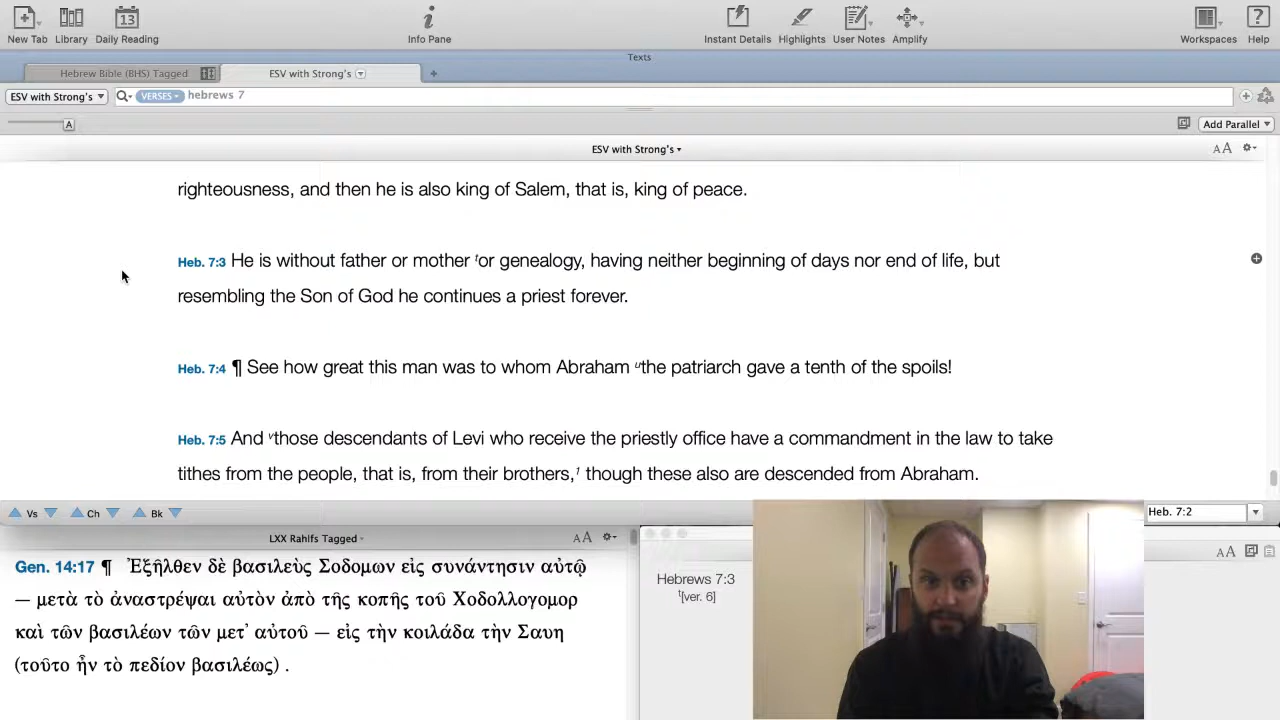 New Tab Library 13 Daily Reading Info Pane Instant Details Highlights User Notes Amplify Workspaces ? Help
Texts
Hebrew Bible (BHS) Tagged ESV with Strong's +
ESV with Strong's VERSES hebrews 7
A Add Parallel
ESV with Strong's AA
righteousness, and then he is also king of Salem, that is, king of peace.
Heb. 7:3 He is without father or mother tor genealogy, having neither beginning of days nor end of life, but
resembling the Son of God he continues a priest forever.
Heb. 7:4 ¶ See how great this man was to whom Abraham uthe patriarch gave a tenth of the spoils!
Heb. 7:5 And vthose descendants of Levi who receive the priestly office have a commandment in the law to take
tithes from the people, that is, from their brothers,1 though these also are descended from Abraham.
Vs Ch Bk Heb. 7:2
LXX Rahlfs Tagged AA
Gen. 14:17 ¶ Ἐξῆλθεν δὲ βασιλεὺς Σοδομων εἰς συνάντησιν αὐτῷ
— μετὰ τὸ ἀναστρέψαι αὐτὸν ἀπὸ τῆς κοπῆς τοῦ Χοδολλογομορ
καὶ τῶν βασιλέων τῶν μετ᾽ αὐτοῦ — εἰς τὴν κοιλάδα τὴν Σαυη
(τοῦτο ἦν τὸ πεδίον βασιλέως) .
AA
Hebrews 7:3
t[ver. 6]